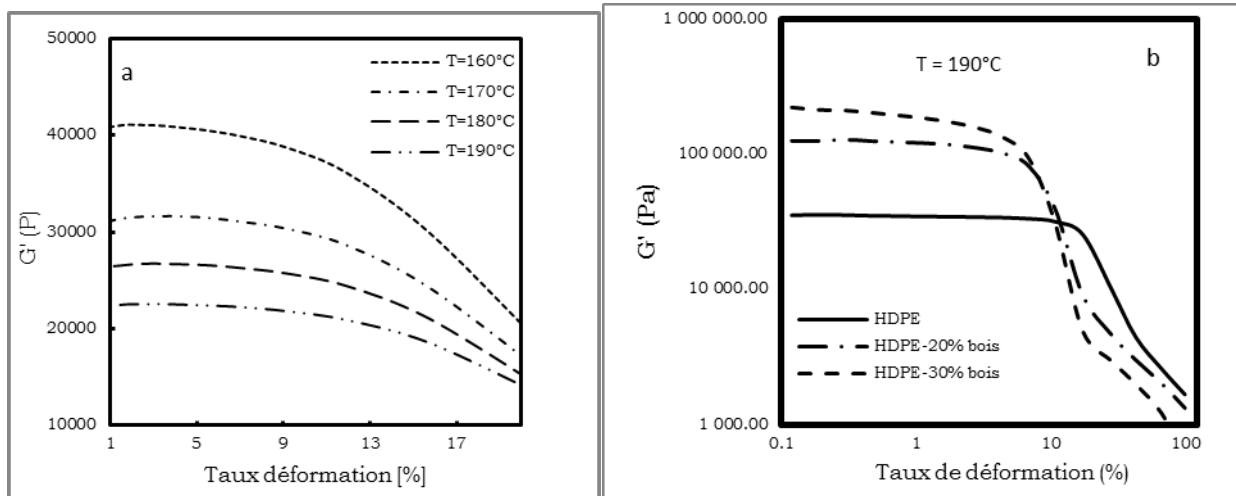 a
50000
40000
30000
20000
10000
G' (P)
T=160°C
T=170°C
T=180°C
T=190°C
1
5
9
13
17
Taux déformation [%]
b
T = 190°C
1 000 000.00
100 000.00
10 000.00
1 000.00
G' (Pa)
HDPE
HDPE-20% bois
HDPE-30% bois
0.1
1
10
100
Taux de déformation (%)